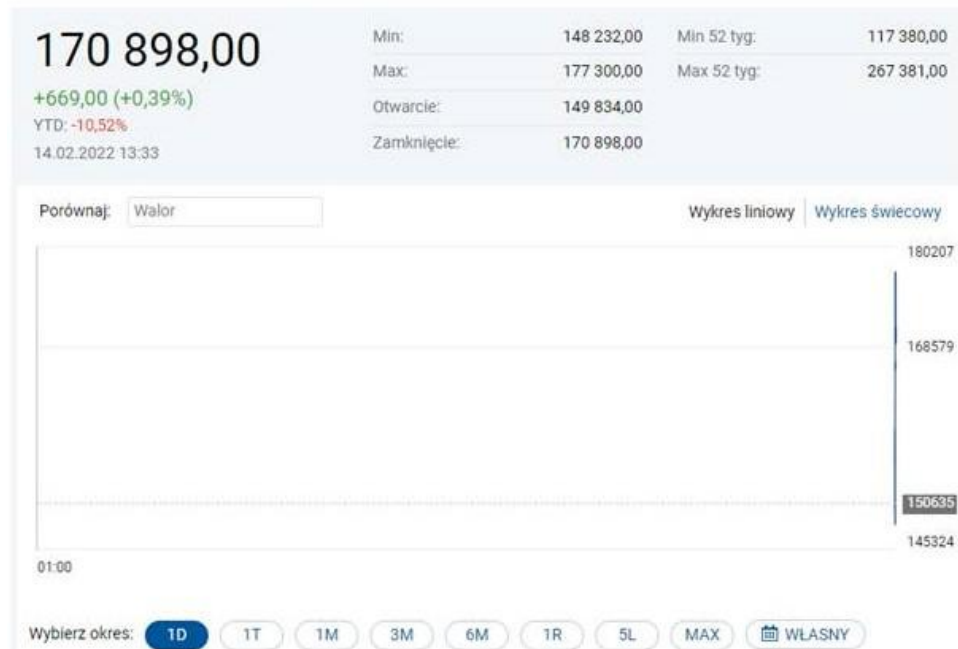 170 898,00
+669,00 (+0,39%)
YTD: -10,52%
14.02.2022 13:33
Min: 148 232,00
Max: 177 300,00
Otwarcie: 149 834,00
Zamknięcie: 170 898,00
Min 52 tyg: 117 380,00
Max 52 tyg: 267 381,00
Porównaj: Walor
Wykres liniowy Wykres świecowy
180207
168579
150635
145324
01:00
Wybierz okres: 1D 1T 1M 3M 6M 1R 5L MAX WŁASNY